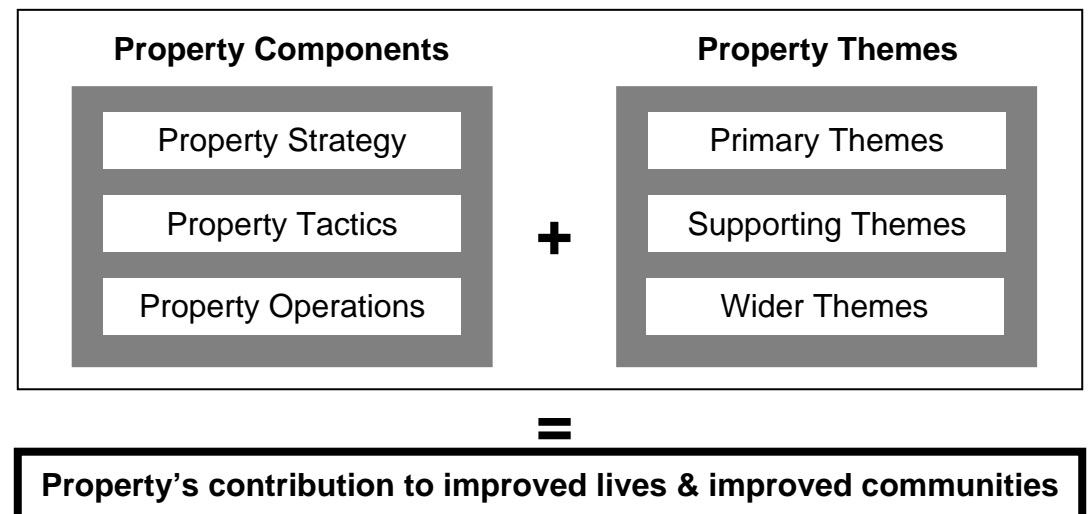 Property Components
Property Strategy
Property Tactics
Property Operations
+
Property Themes
Primary Themes
Supporting Themes
Wider Themes
=
Property’s contribution to improved lives & improved communities